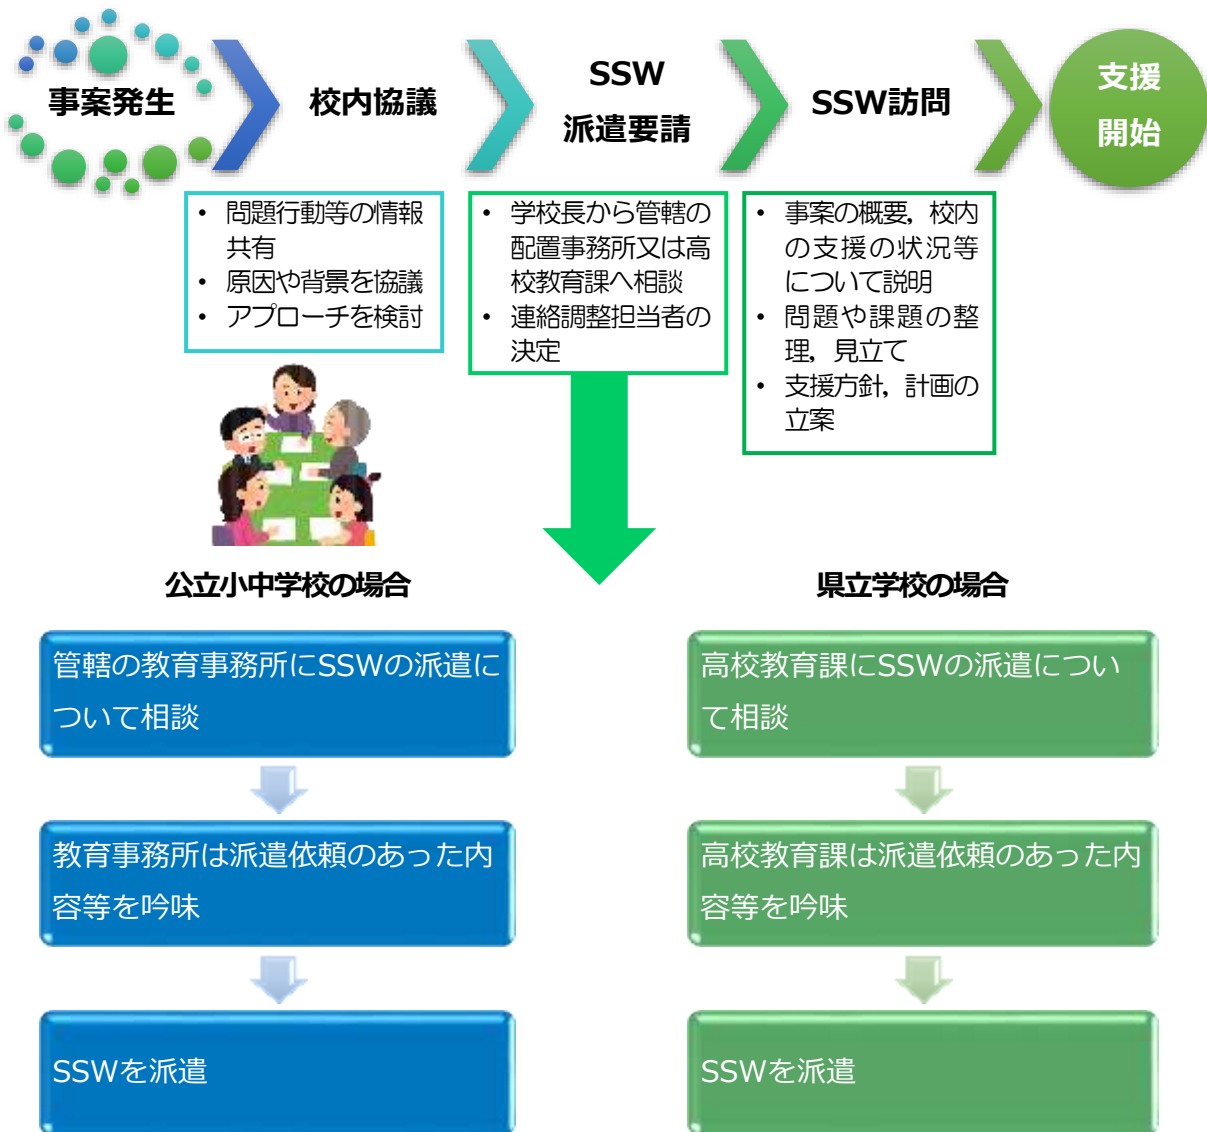 事案発生
校内協議
SSW
派遣要請
SSW訪問
支援
開始
• 問題行動等の情報
共有
• 原因や背景を協議
• アプローチを検討
• 学校長から管轄の
配置事務所又は高
校教育課へ相談
• 連絡調整担当者の
決定
• 事案の概要，校内
の支援の状況等
について説明
• 問題や課題の整
理，見立て
• 支援方針，計画の
立案
公立小中学校の場合
管轄の教育事務所にSSWの派遣に
ついて相談
教育事務所は派遣依頼のあった内
容等を吟味
SSWを派遣
県立学校の場合
高校教育課にSSWの派遣につい
て相談
高校教育課は派遣依頼のあった内
容等を吟味
SSWを派遣